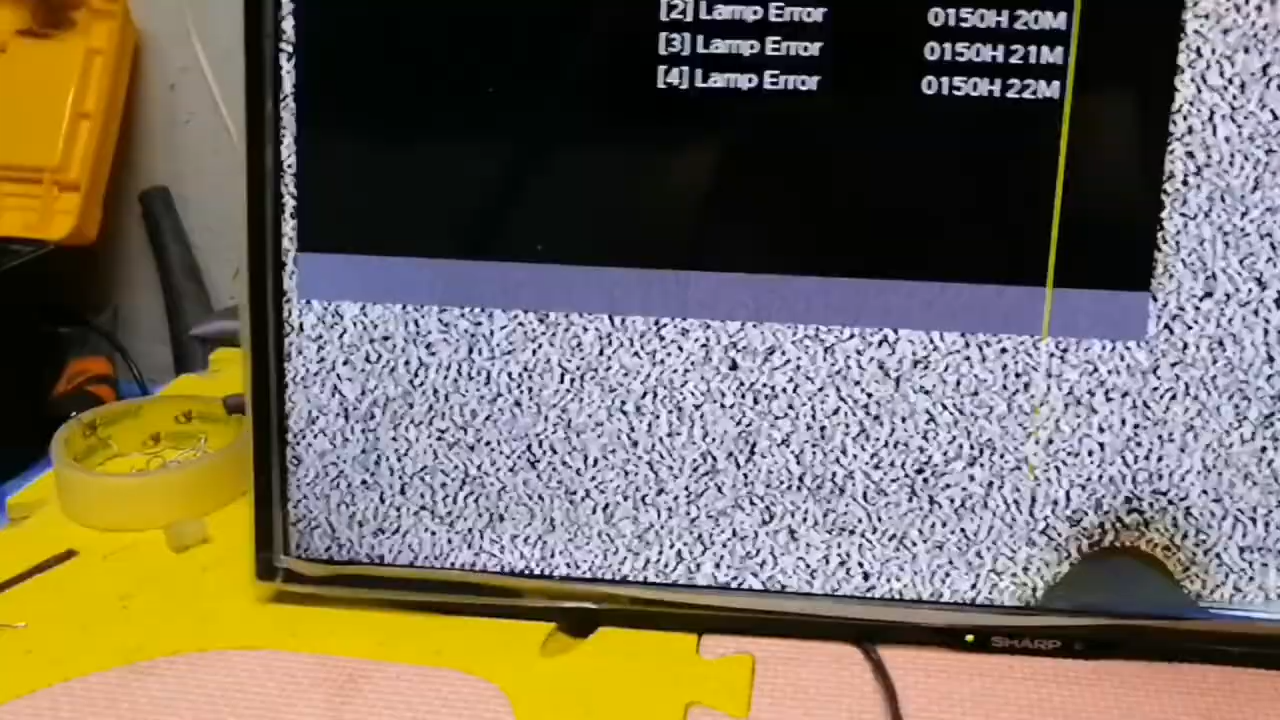 [2] Lamp Error 0150H 20M
[3] Lamp Error 0150H 21M
[4] Lamp Error 0150H 22M
SHARP